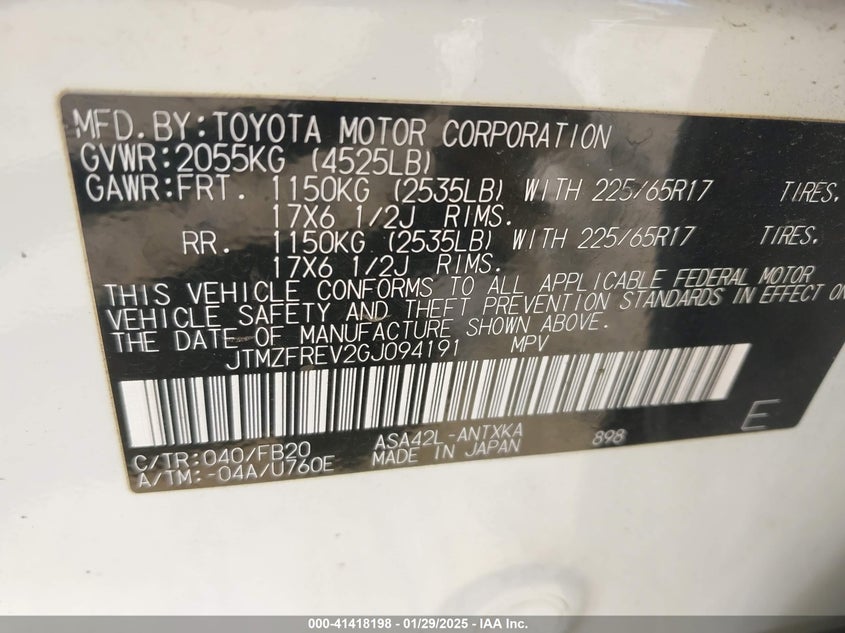 MFD.BY:TOYOTA MOTOR CORPORATION
GVWR:2055KG (4525LB)
GAWR:FRT. 1150KG (2535LB) WITH 225/65R17 TIRES.
17X6 1/2J RIMS.
RR. 1150KG (2535LB) WITH 225/65R17 TIRES.
17X6 1/2J RIMS.
THIS VEHICLE CONFORMS TO ALL APPLICABLE FEDERAL MOTOR
VEHICLE SAFETY AND THEFT PREVENTION STANDARDS IN EFFECT ON
THE DATE OF MANUFACTURE SHOWN ABOVE.
JTMZFREV2GJ094191 MPV
C/TR:040/FB20 ASA42L-ANTXKA 898 E
A/TM:-04A/U760E MADE IN JAPAN
000-41418198 - 01/29/2025 - IAA Inc.